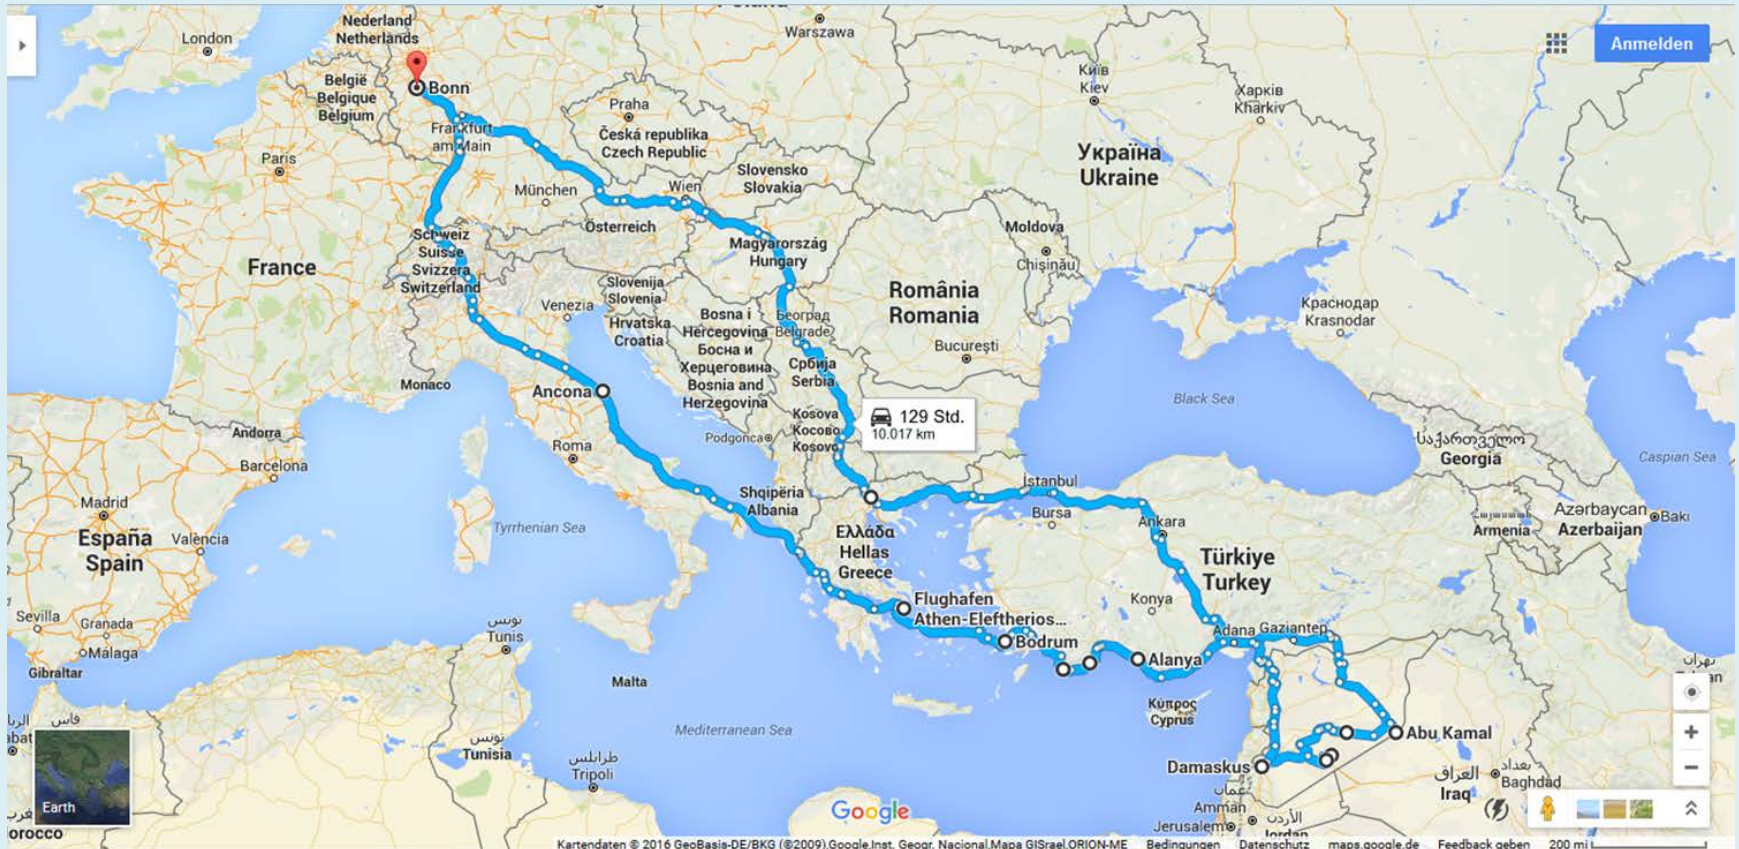 Nederland
Netherlands
London
Warszawa
Anmelden
België
Belgique
Belgium
Bonn
Praha
Česká republika
Czech Republic
Київ
Kiev
Харків
Kharkiv
Frankfurt
am Main
Paris
Україна
Ukraine
München
Wien
Slovensko
Slovakia
Österreich
Schweiz
Suisse
Svizzera
Switzerland
Magyarország
Hungary
Moldova
Chișinău
France
Slovenija
Slovenia
Venezia
Hrvatska
Croatia
România
Romania
Краснодар
Krasnodar
Bosna i
Hercegovina
Босна и
Херцеговина
Bosnia and
Herzegovina
Београд
Belgrade
București
Србија
Serbia
Monaco
Ancona
Black Sea
129 Std.
10.017 km
Kosova
Косово
Kosovo
Andorra
Roma
Podgorica
საქართველო
Georgia
Caspian Sea
Barcelona
Madrid
İstanbul
Shqipëria
Albania
Bursa
Ankara
Azərbaycan
Azerbaijan
Bakı
Armenia
España
Spain
València
Tyrrhenian Sea
Ελλάδα
Hellas
Greece
Türkiye
Turkey
Konya
Flughafen
Athen-Eleftherios...
Sevilla
Granada
Málaga
Gibraltar
تونس
Tunis
Bodrum
Adana
Gaziantep
Alanya
Malta
Κύπρος
Cyprus
فاس
Mediterranean Sea
تونس
Tunisia
طرابلس
Tripoli
Abu Kamal
Damaskus
بغداد
Baghdad
العراق
Iraq
Earth
Google
عمان
Amman
Jerusalem
الأردن
Jordan
Kartendaten © 2016 GeoBasis-DE/BKG (©2009),Google,Inst. Geogr. Nacional,Mapa GISrael,ORION-ME Bedingungen Datenschutz maps.google.de Feedback geben 200 mi